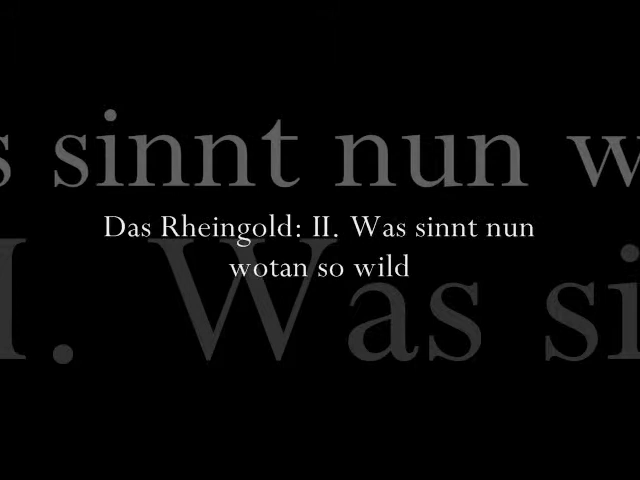 s sinnt nun w
Das Rheingold: II. Was sinnt nun
wotan so wild
I. Was si